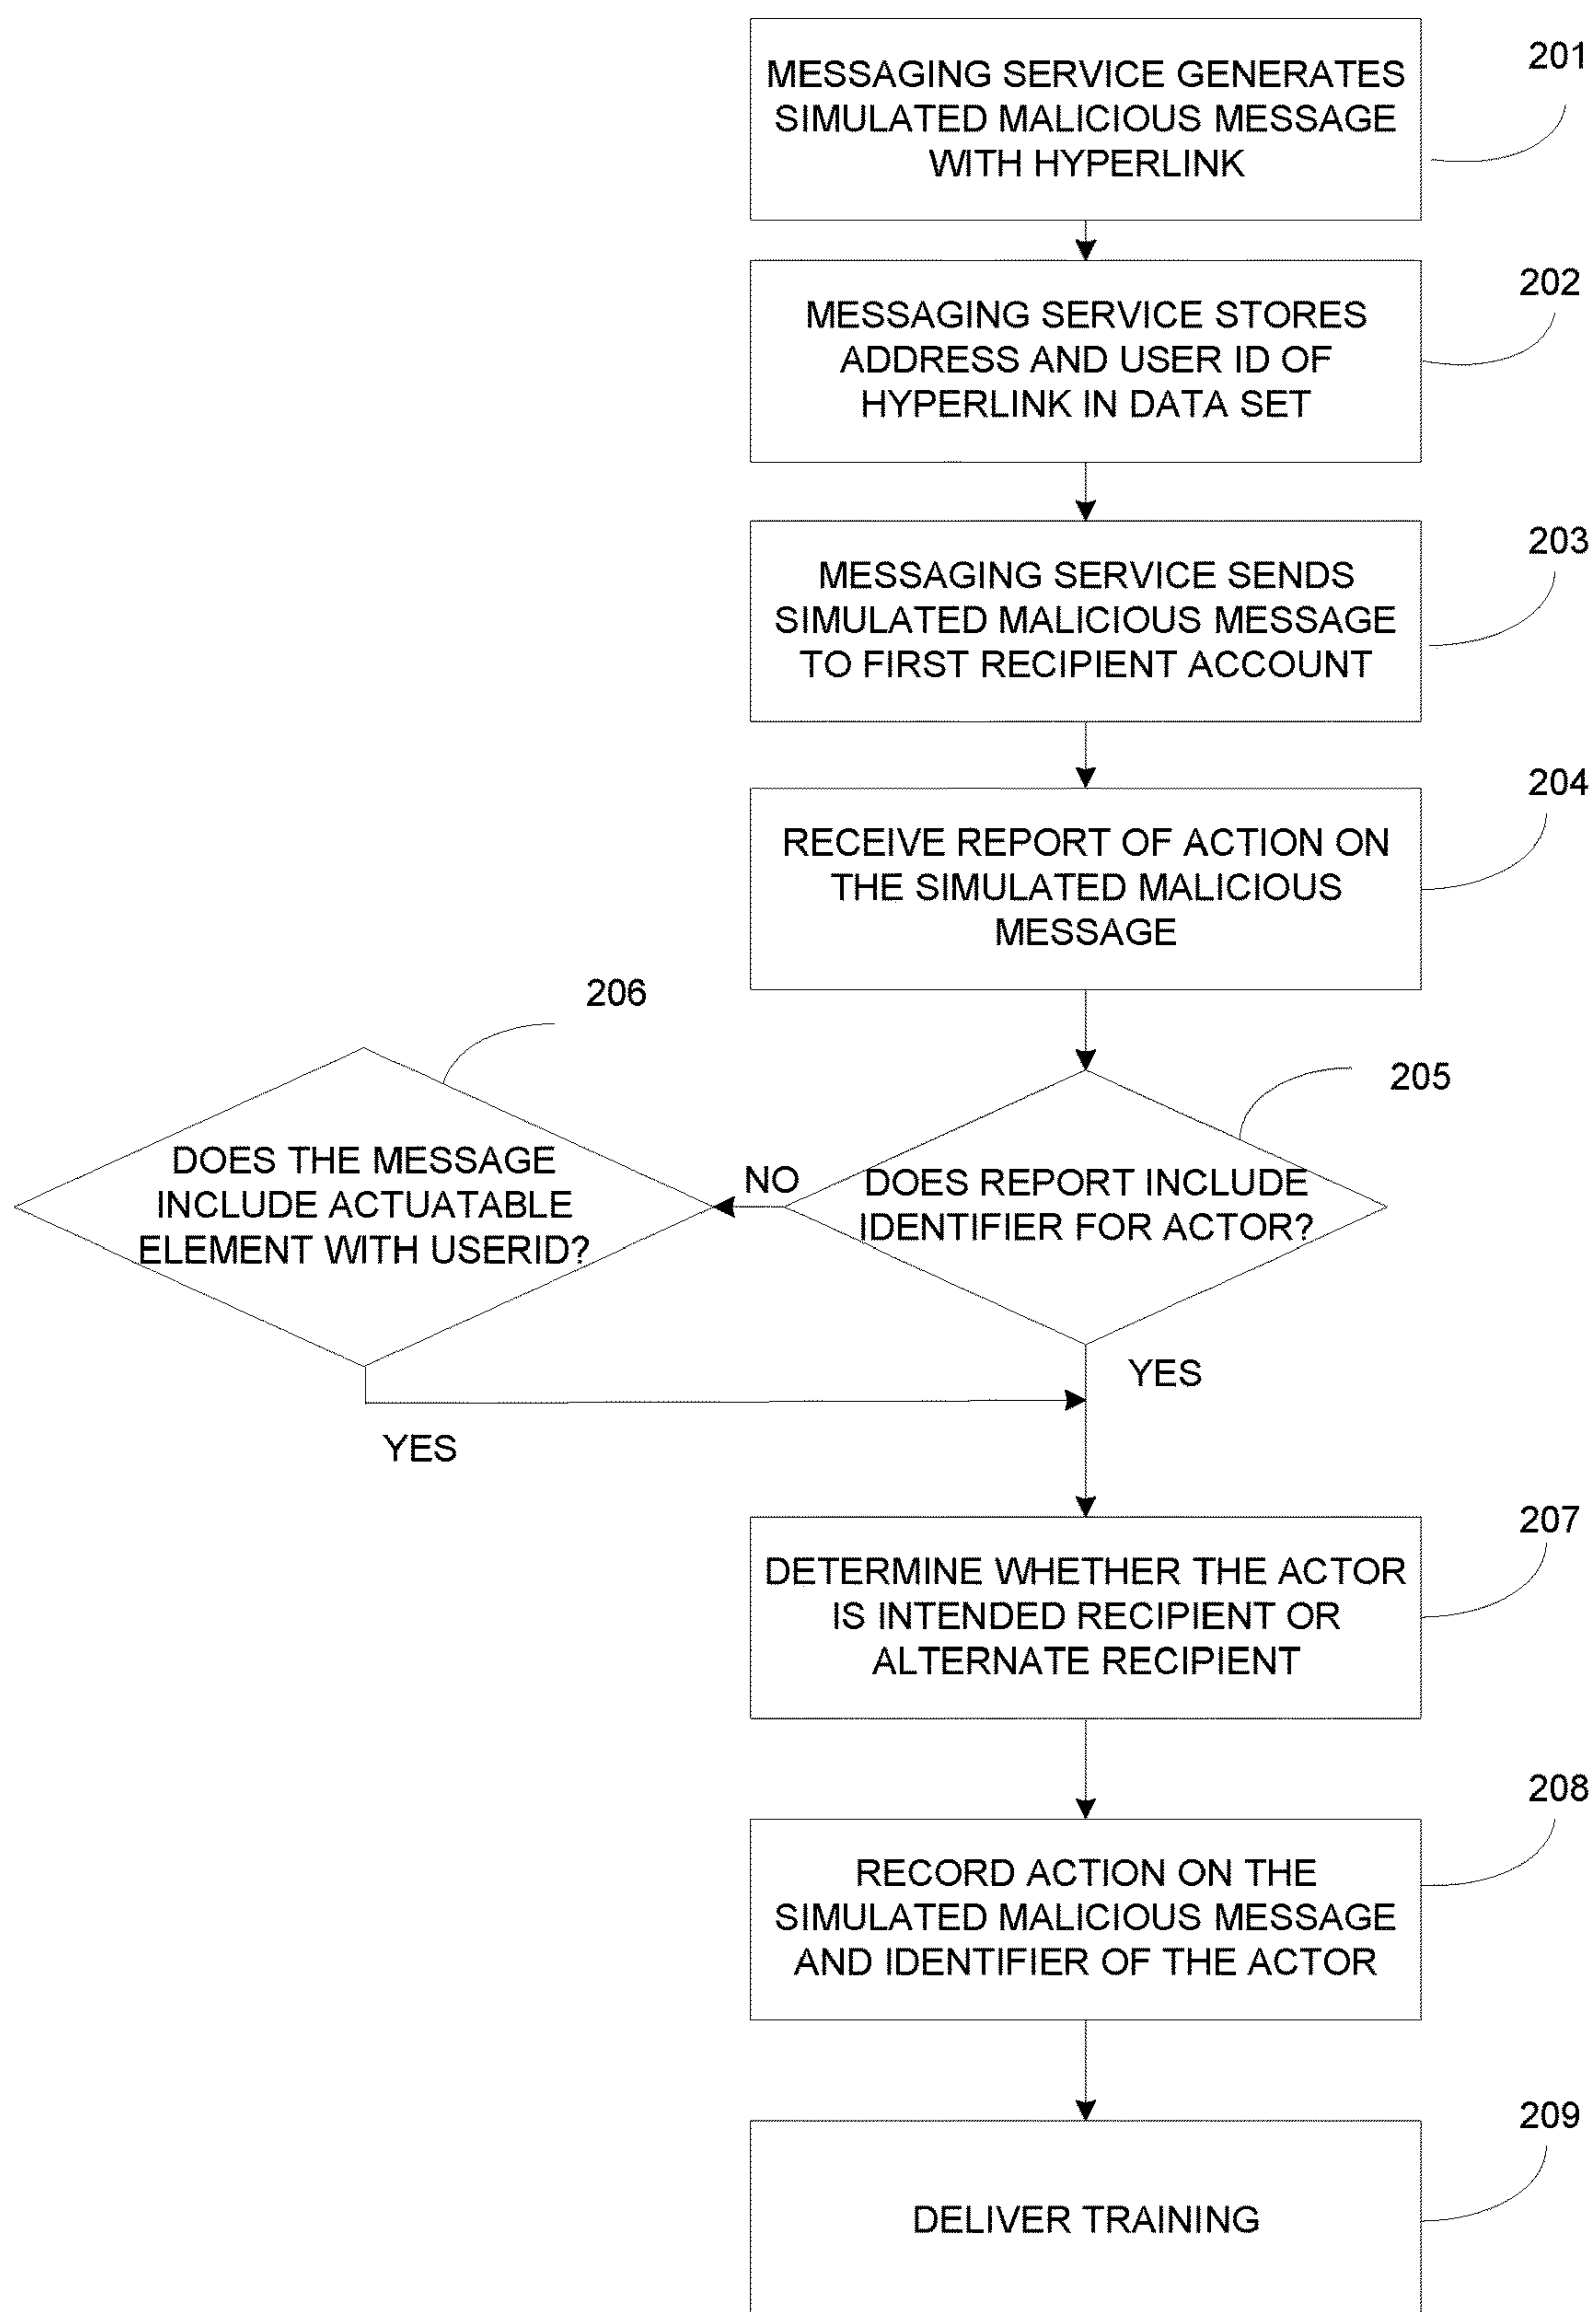 MESSAGING SERVICE GENERATES
SIMULATED MALICIOUS MESSAGE
WITH HYPERLINK
201
MESSAGING SERVICE STORES
ADDRESS AND USER ID OF
HYPERLINK IN DATA SET
202
MESSAGING SERVICE SENDS
SIMULATED MALICIOUS MESSAGE
TO FIRST RECIPIENT ACCOUNT
203
RECEIVE REPORT OF ACTION ON
THE SIMULATED MALICIOUS
MESSAGE
204
206
DOES THE MESSAGE
INCLUDE ACTUATABLE
ELEMENT WITH USERID?
NO
205
DOES REPORT INCLUDE
IDENTIFIER FOR ACTOR?
YES
YES
DETERMINE WHETHER THE ACTOR
IS INTENDED RECIPIENT OR
ALTERNATE RECIPIENT
207
RECORD ACTION ON THE
SIMULATED MALICIOUS MESSAGE
AND IDENTIFIER OF THE ACTOR
208
DELIVER TRAINING
209